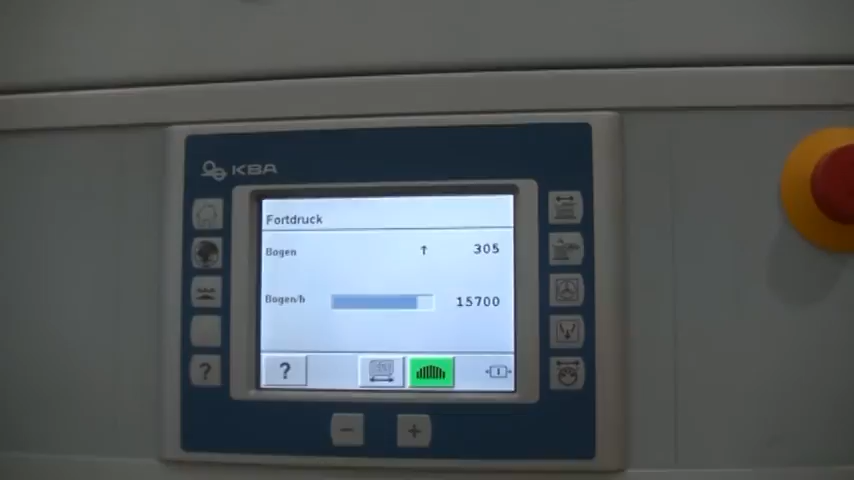 KBA
Fortdruck
Bogen ↑ 305
Bogen/h 15700
?
?
− +